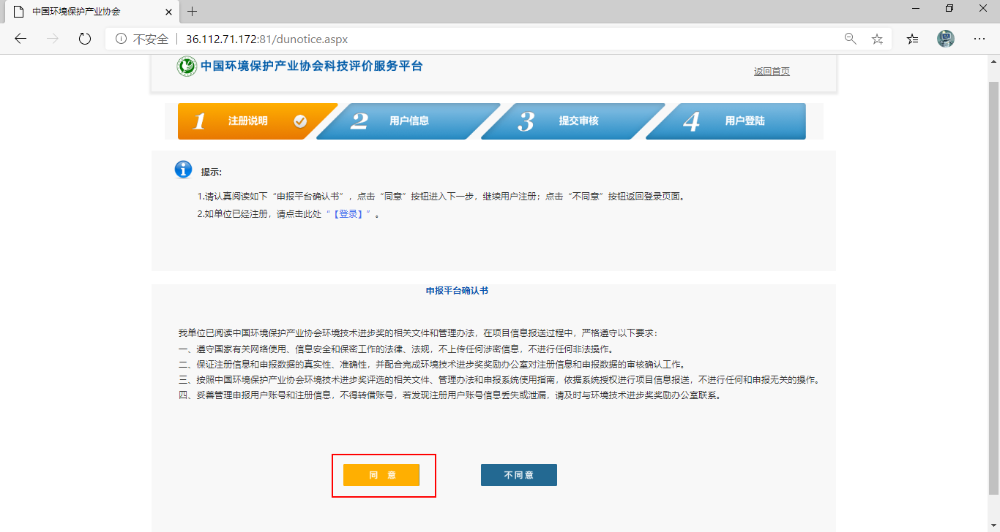 中国环境保护产业协会
不安全 36.112.71.172:81/dunotice.aspx
中国环境保护产业协会科技评价服务平台
返回首页
1 注册说明 2 用户信息 3 提交审核 4 用户登陆
提示:
1.请认真阅读如下“申报平台确认书”，点击“同意”按钮进入下一步，继续用户注册；点击“不同意”按钮返回登录页面。
2.如单位已经注册，请点击此处“【登录】”。
申报平台确认书
我单位已阅读中国环境保护产业协会环境技术进步奖的相关文件和管理办法，在项目信息报送过程中，严格遵守以下要求：
一、遵守国家有关网络使用、信息安全和保密工作的法律、法规，不上传任何涉密信息，不进行任何非法操作。
二、保证注册信息和申报数据的真实性、准确性，并配合完成环境技术进步奖奖励办公室对注册信息和申报数据的审核确认工作。
三、按照中国环境保护产业协会环境技术进步奖评选的相关文件、管理办法和申报系统使用指南，依据系统授权进行项目信息报送，不进行任何和申报无关的操作。
四、妥善管理申报用户账号和注册信息，不得转借账号，若发现注册用户账号信息丢失或泄漏，请及时与环境技术进步奖奖励办公室联系。
同 意 不同意